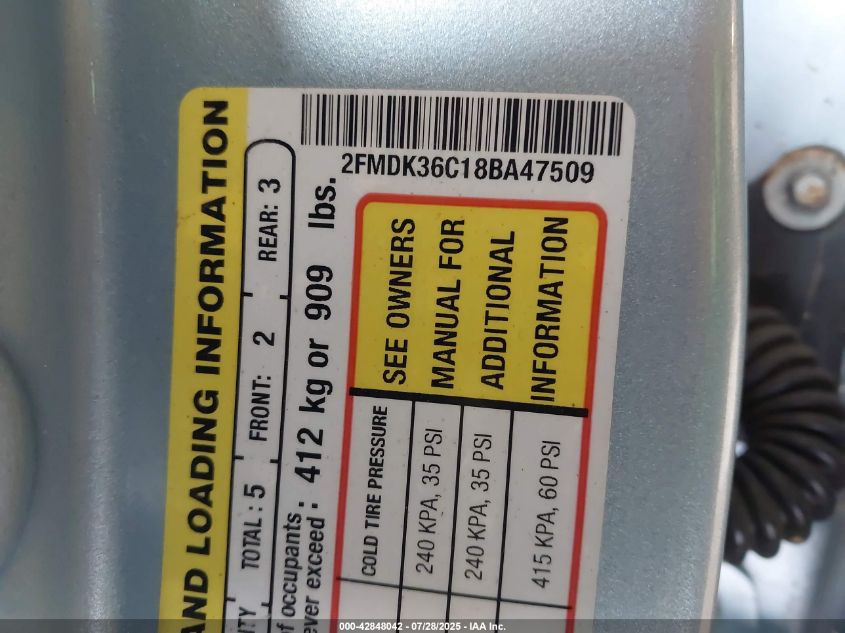 2FMDK36C18BA47509
AND LOADING INFORMATION
TOTAL: 5 FRONT: 2 REAR: 3
of occupants
ever exceed: 412 kg or 909 lbs.
COLD TIRE PRESSURE
240 KPA, 35 PSI
240 KPA, 35 PSI
415 KPA, 60 PSI
SEE OWNERS
MANUAL FOR
ADDITIONAL
INFORMATION
000-42848042 - 07/28/2025 - IAA Inc.